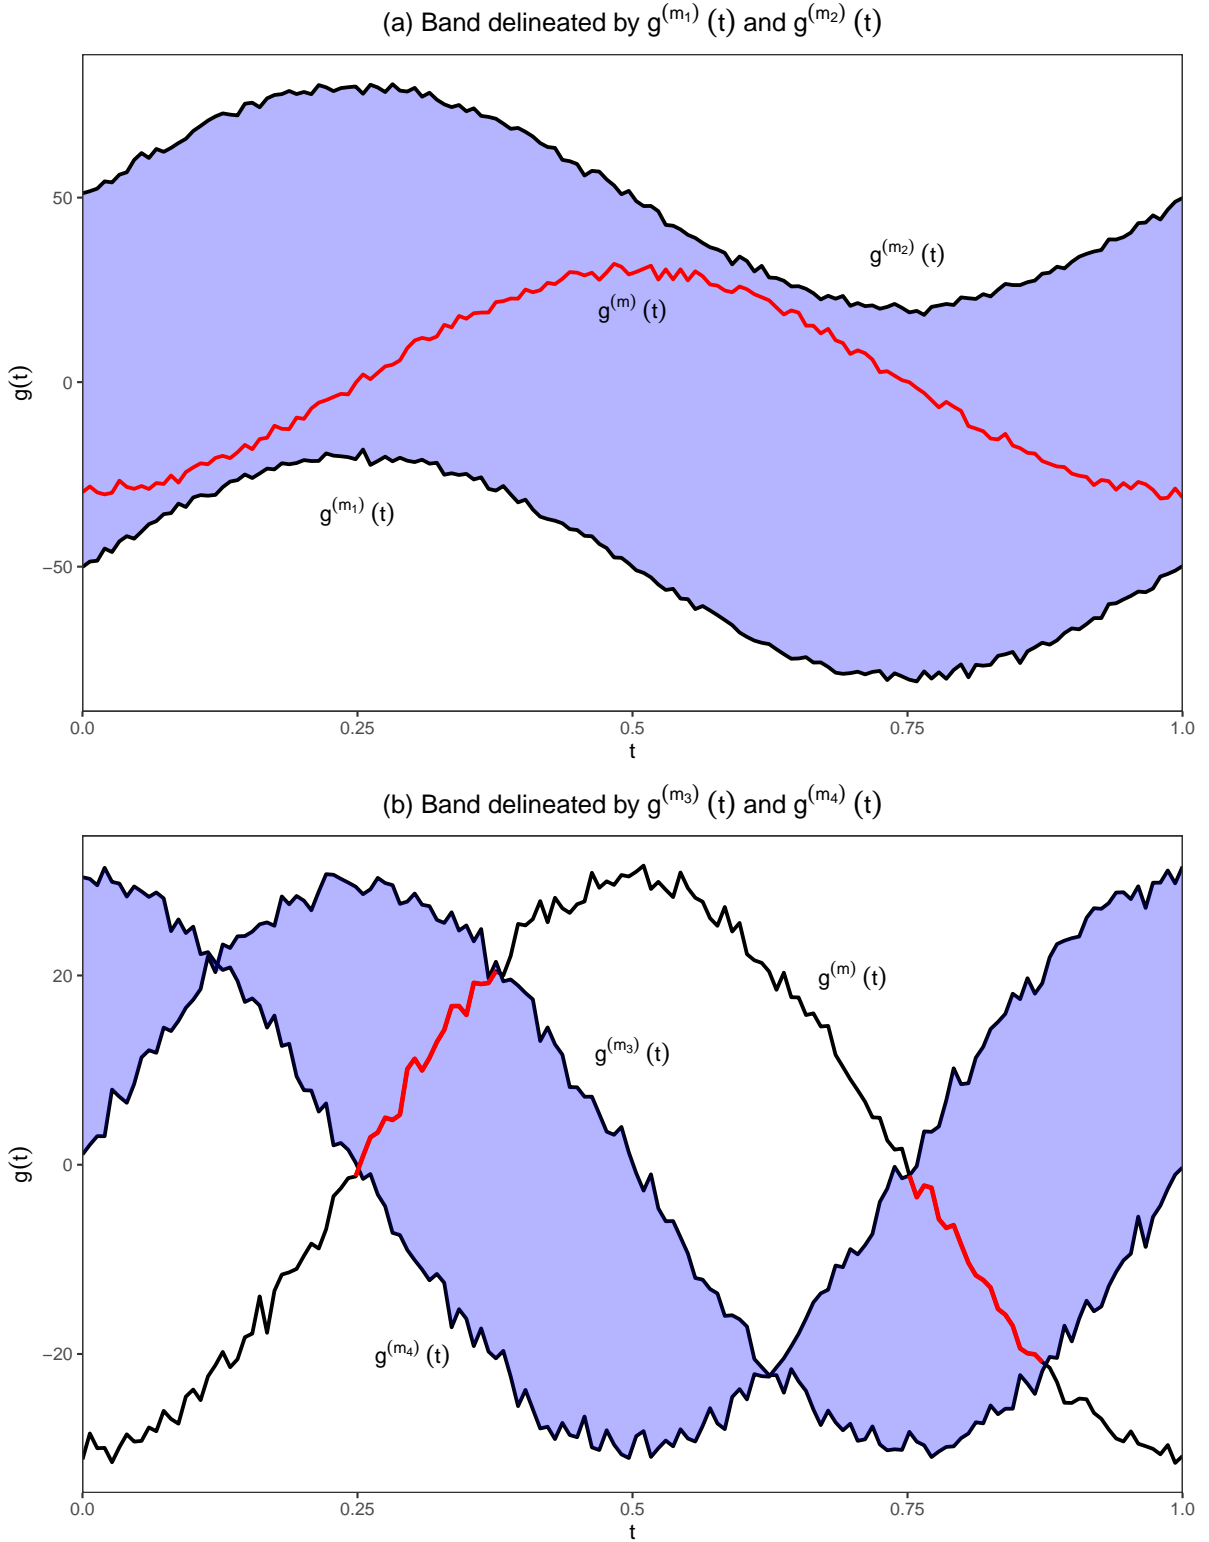 (a) Band delineated by g^(m₁) (t) and g^(m₂) (t)
50
g^(m₂) (t)
g^(m) (t)
g(t)
0
g^(m₁) (t)
−50
0.0 0.25 0.5 0.75 1.0
t
(b) Band delineated by g^(m₃) (t) and g^(m₄) (t)
20
g^(m) (t)
g^(m₃) (t)
g(t)
0
g^(m₄) (t)
−20
0.0 0.25 0.5 0.75 1.0
t